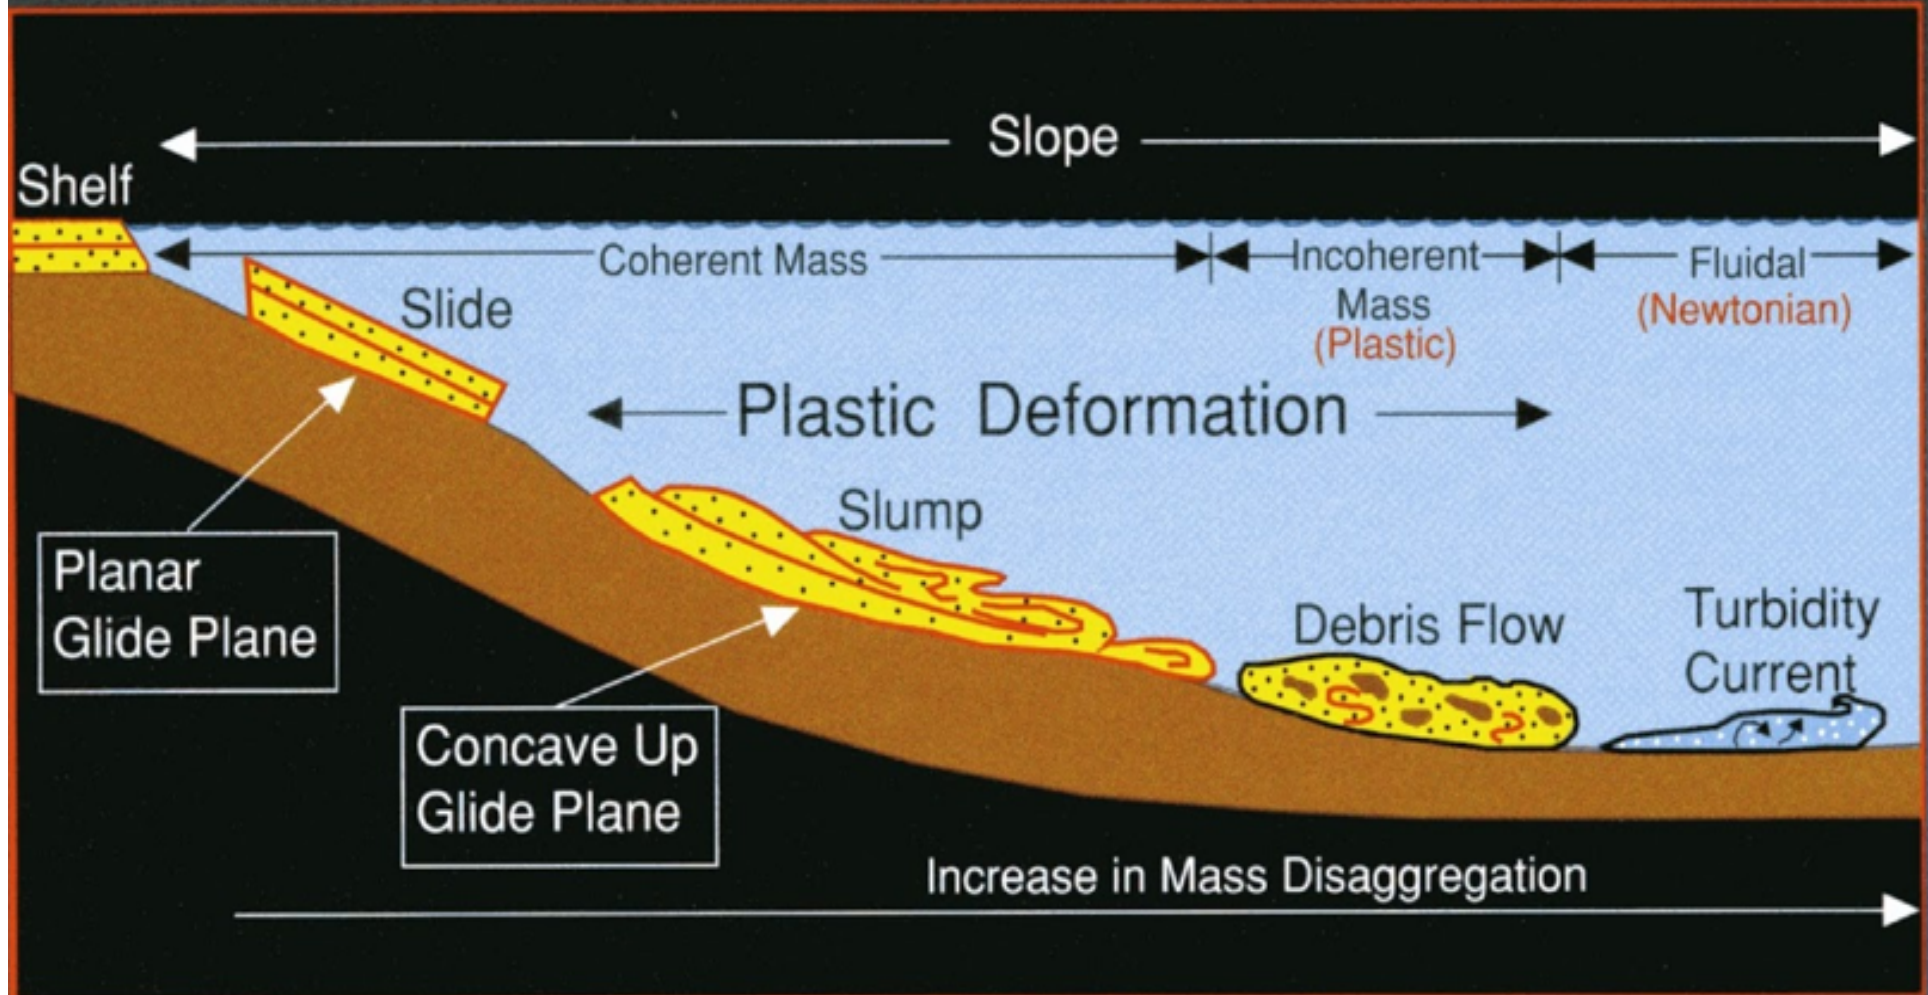 Slope
Shelf
Coherent Mass
Incoherent
Mass
(Plastic)
Fluidal
(Newtonian)
Slide
Plastic Deformation
Slump
Planar
Glide Plane
Debris Flow
Turbidity
Current
Concave Up
Glide Plane
Increase in Mass Disaggregation